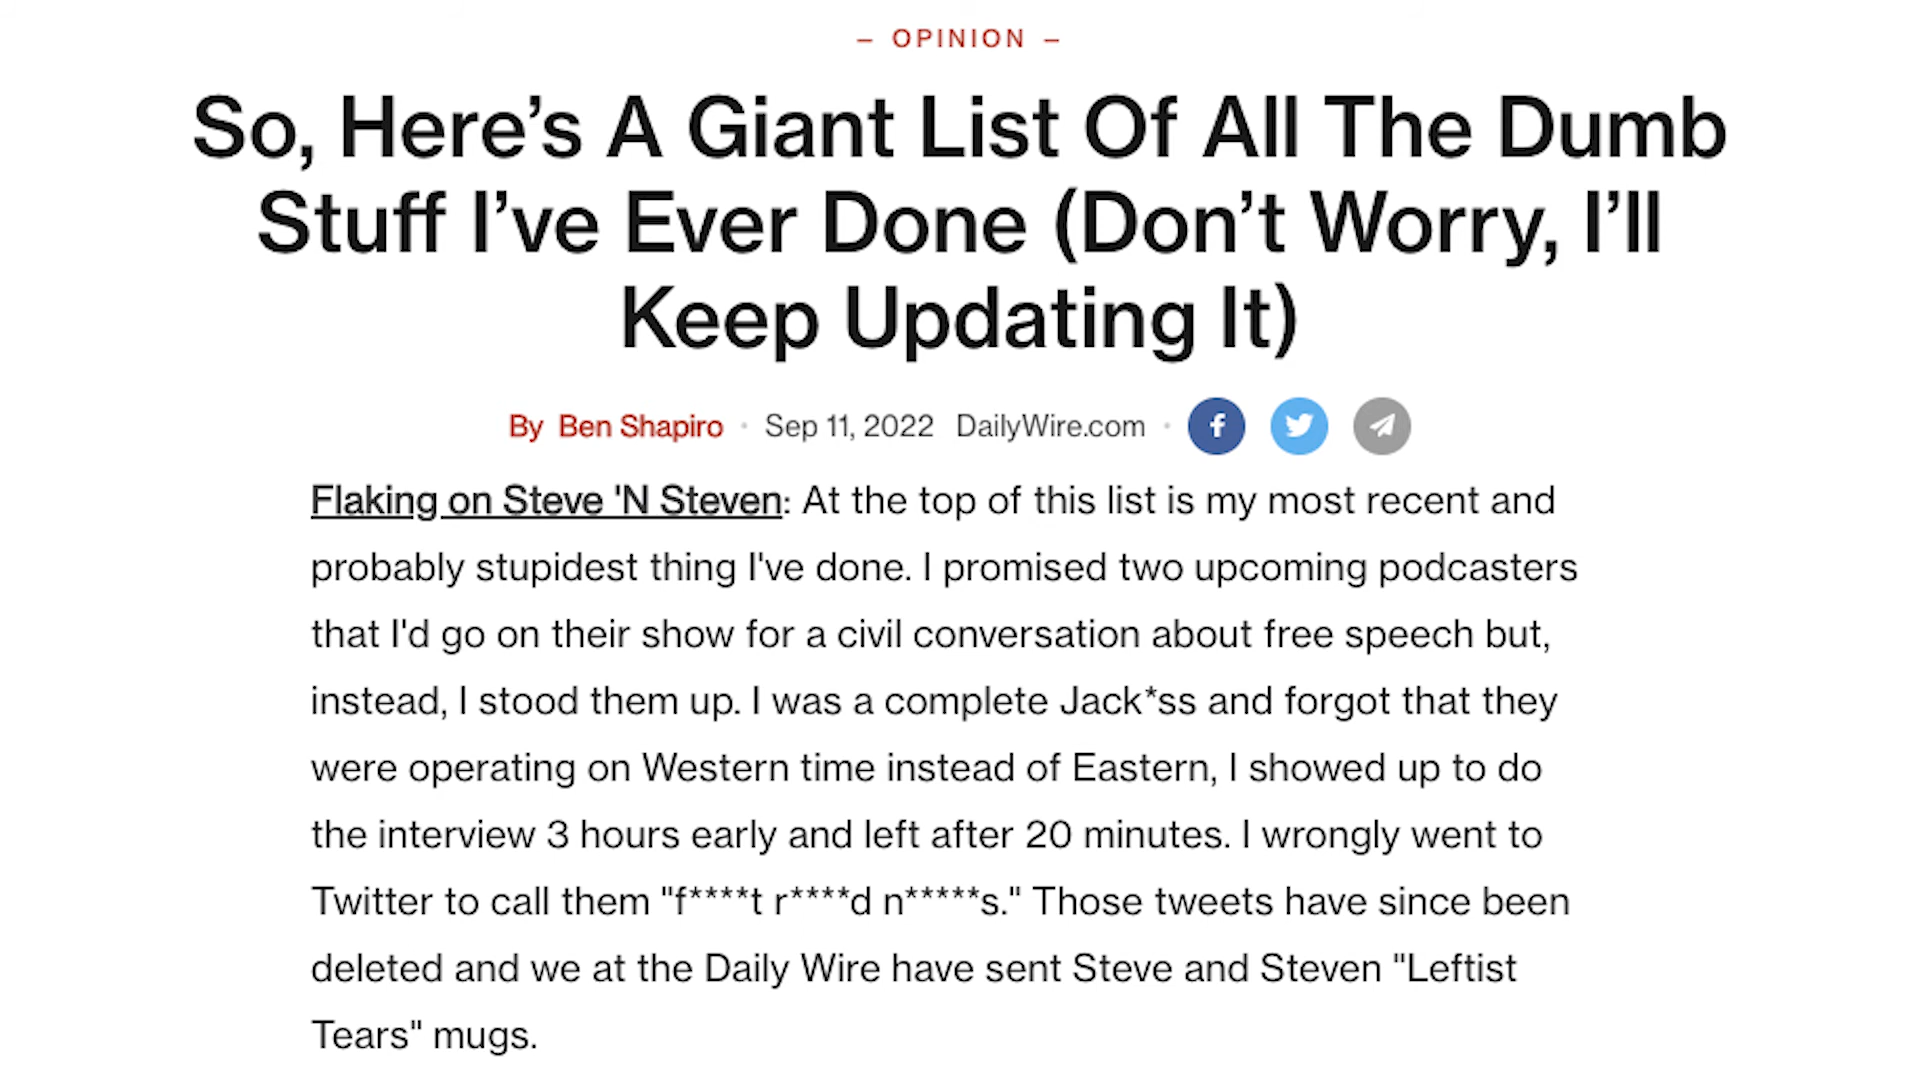 – OPINION –
So, Here’s A Giant List Of All The Dumb
Stuff I’ve Ever Done (Don’t Worry, I’ll
Keep Updating It)
By Ben Shapiro • Sep 11, 2022 DailyWire.com •
Flaking on Steve 'N Steven: At the top of this list is my most recent and
probably stupidest thing I've done. I promised two upcoming podcasters
that I'd go on their show for a civil conversation about free speech but,
instead, I stood them up. I was a complete Jack*ss and forgot that they
were operating on Western time instead of Eastern, I showed up to do
the interview 3 hours early and left after 20 minutes. I wrongly went to
Twitter to call them "f****t r****d n*****s." Those tweets have since been
deleted and we at the Daily Wire have sent Steve and Steven "Leftist
Tears" mugs.